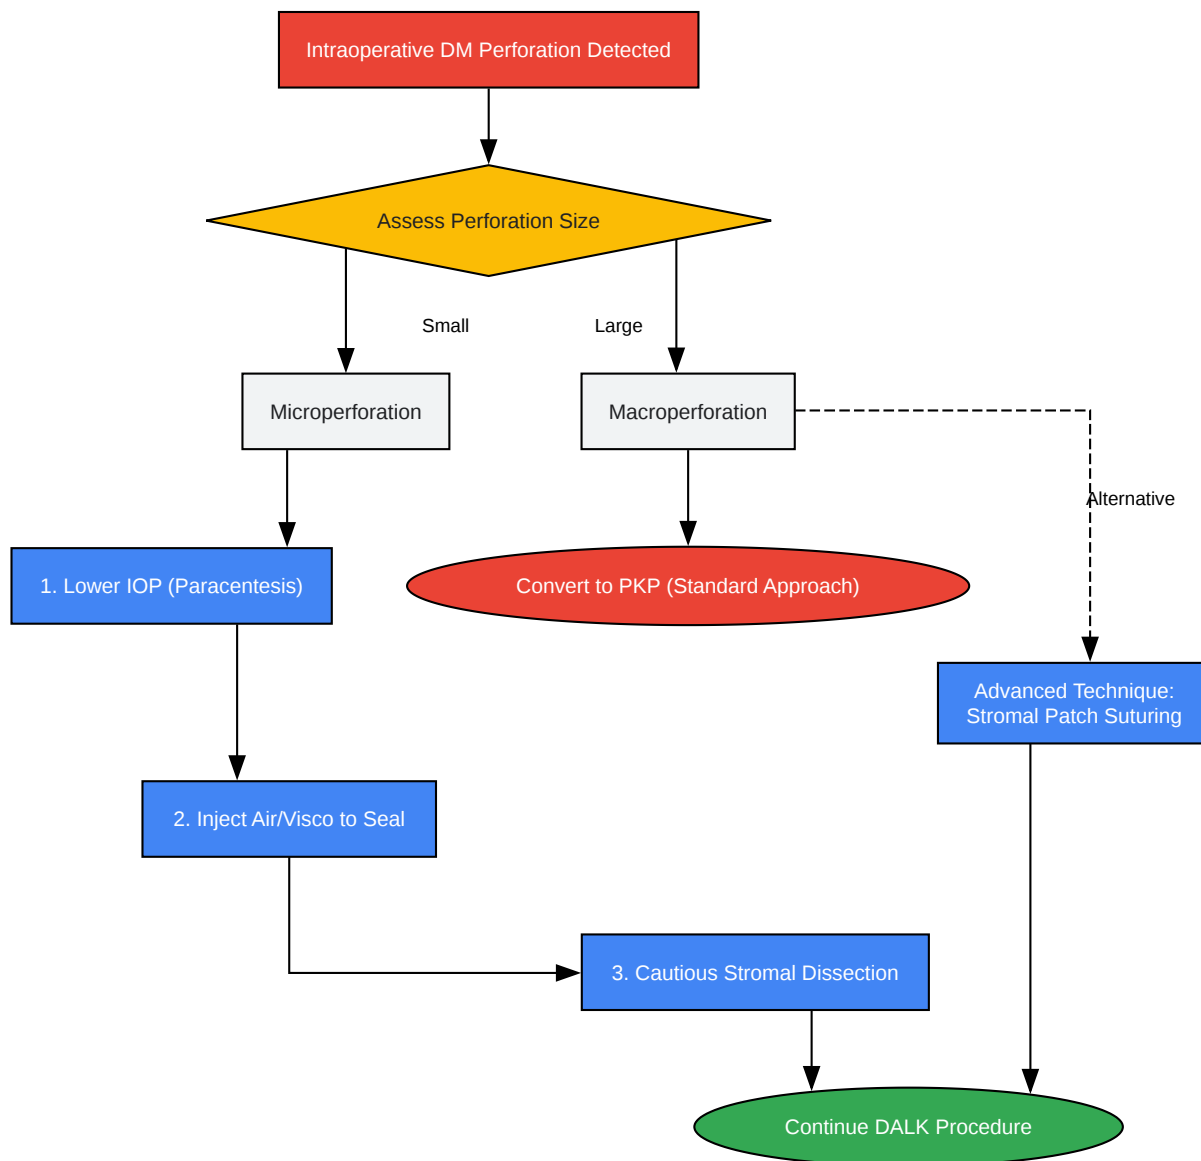 Intraoperative DM Perforation Detected
Assess Perforation Size
Small
Large
Microperforation
Macroperforation
Alternative
1. Lower IOP (Paracentesis)
Convert to PKP (Standard Approach)
Advanced Technique:
Stromal Patch Suturing
2. Inject Air/Visco to Seal
3. Cautious Stromal Dissection
Continue DALK Procedure